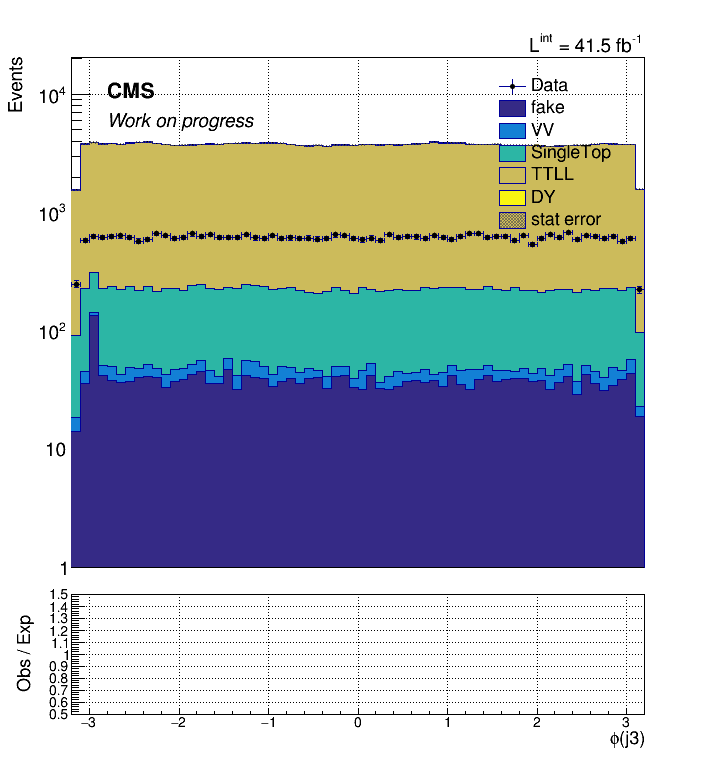 L^int = 41.5 fb^-1
Events
CMS
Work on progress
Data
fake
VV
SingleTop
TTLL
DY
stat error
10^4
10^3
10^2
10
1
Obs / Exp
1.5
1.4
1.3
1.2
1.1
1
0.9
0.8
0.7
0.6
0.5
−3 −2 −1 0 1 2 3
ϕ(j3)